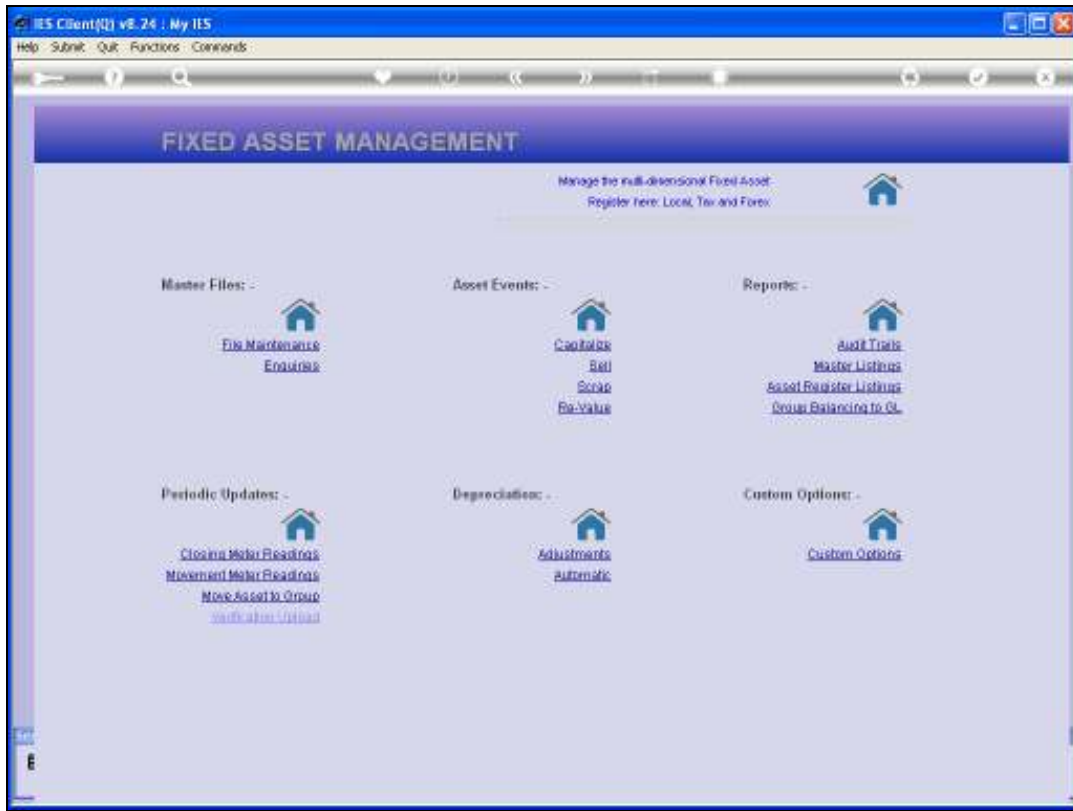 IES Client(Q) v8.24 : My IES
Help Submit Quit Functions Commands
FIXED ASSET MANAGEMENT
Manage the multi-dimensional Fixed Asset
Register here: Local, Tax and Forex
Master Files: -
File Maintenance
Enquiries
Asset Events: -
Capitalize
Sell
Scrap
Re-Value
Reports: -
Audit Trails
Master Listings
Asset Register Listings
Group Balancing to GL
Periodic Updates: -
Closing Meter Readings
Movement Meter Readings
Move Asset to Group
Verification Upload
Depreciation: -
Adjustments
Automatic
Custom Options: -
Custom Options